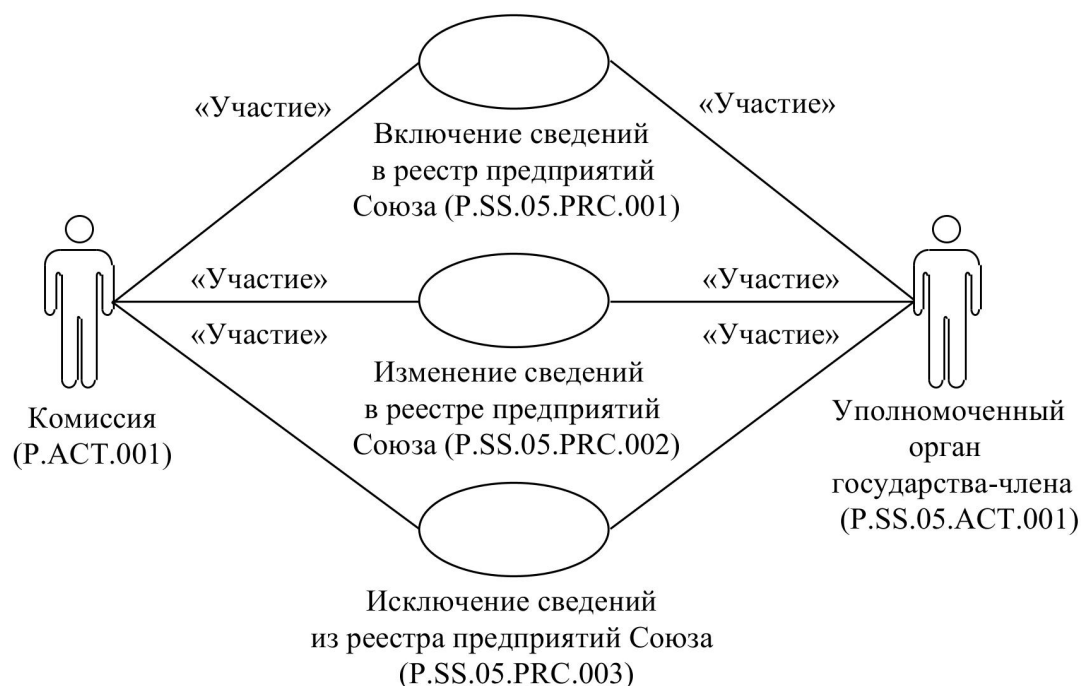 «Участие»
«Участие»
Включение сведений
в реестр предприятий
Союза (P.SS.05.PRC.001)
«Участие»
«Участие»
«Участие»
«Участие»
Изменение сведений
в реестре предприятий
Союза (P.SS.05.PRC.002)
Комиссия
(P.ACT.001)
Уполномоченный
орган
государства-члена
(P.SS.05.ACT.001)
Исключение сведений
из реестра предприятий Союза
(P.SS.05.PRC.003)